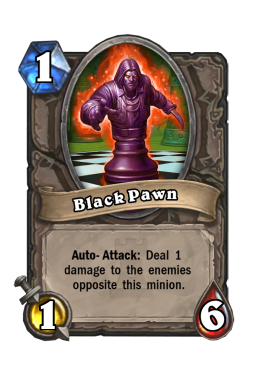 1
Black Pawn
Auto- Attack: Deal 1
damage to the enemies
opposite this minion.
1
6